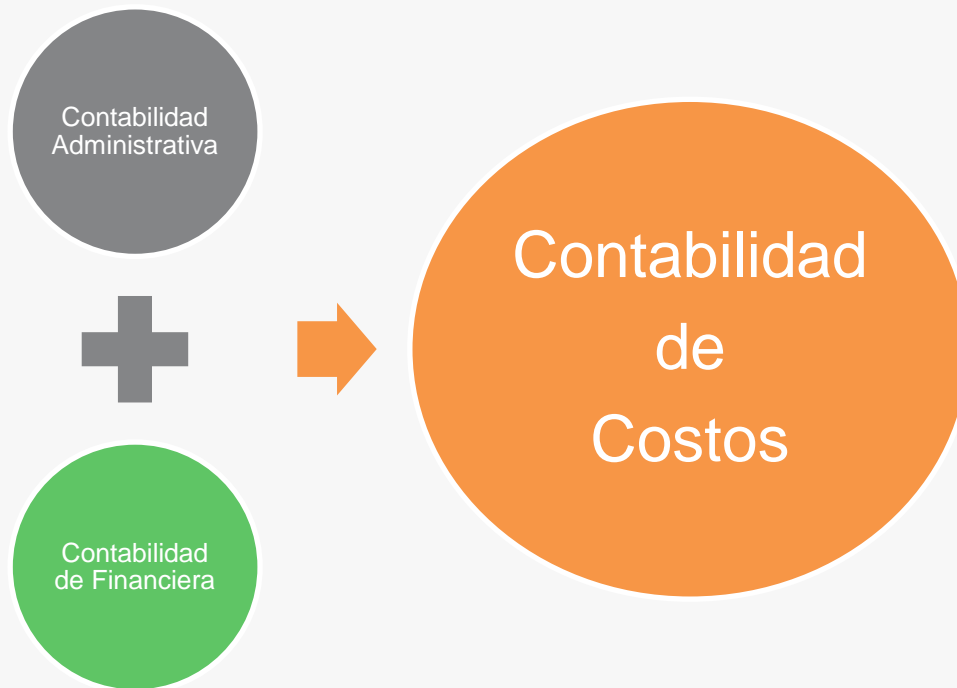 Contabilidad
Administrativa
Contabilidad
de Financiera
Contabilidad
de
Costos